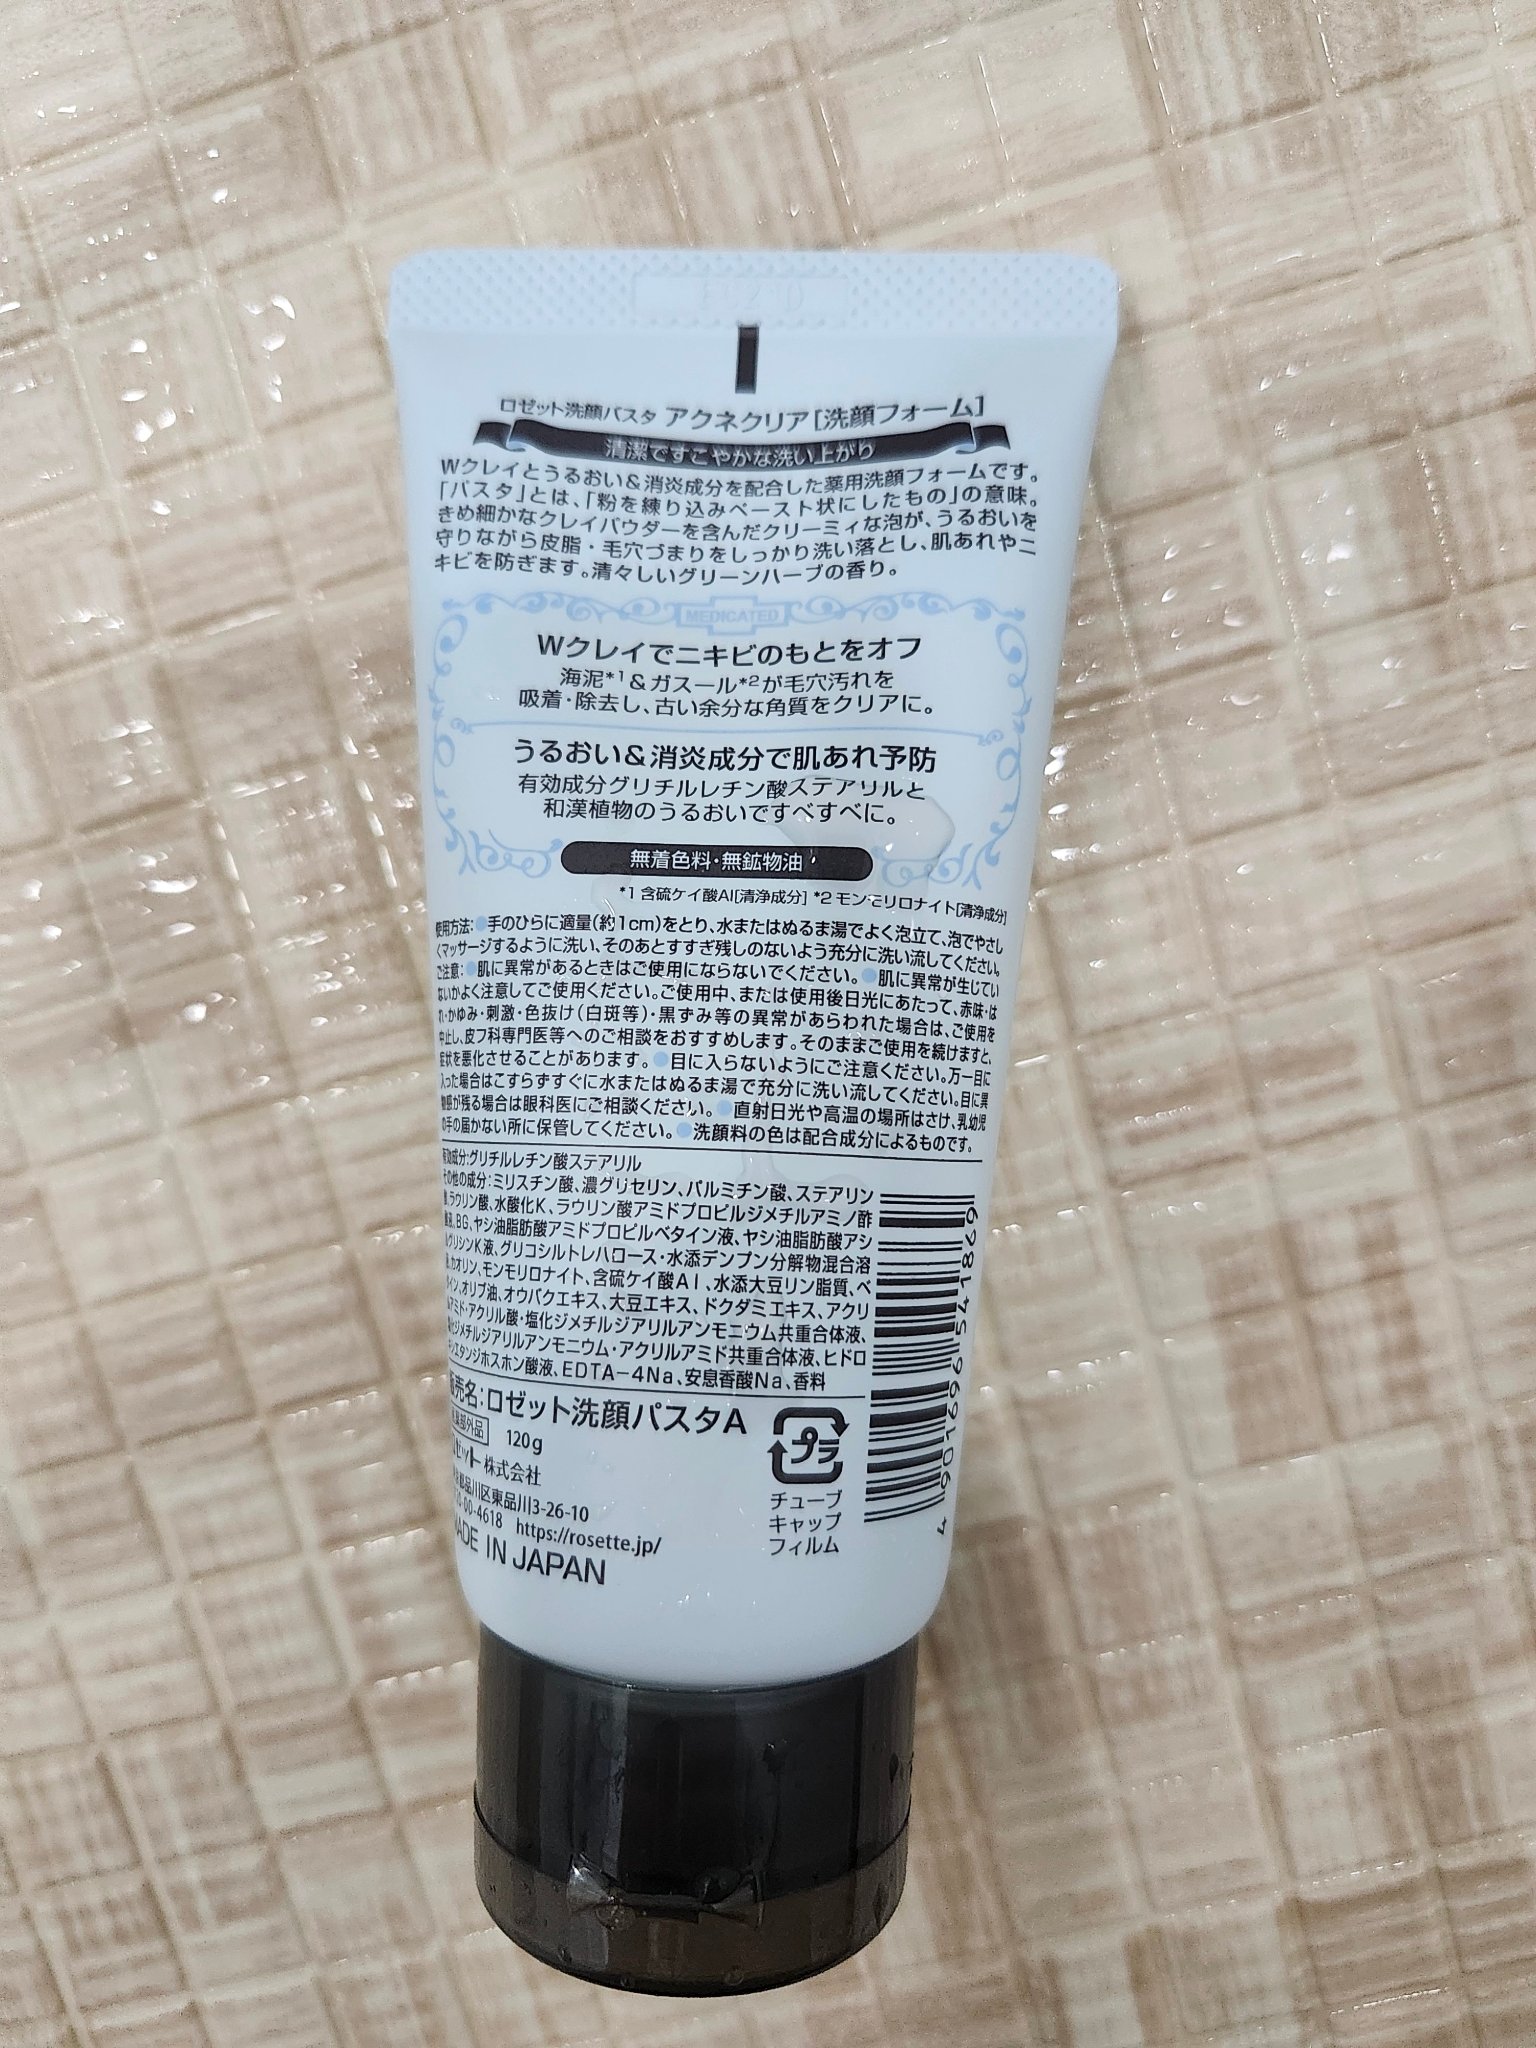 ロゼット洗顔パスタ アクネクリア[洗顔フォーム]
清潔ですこやかな洗い上がり
Wクレイとうるおい&消炎成分を配合した薬用洗顔フォームです。
「パスタ」とは、「粉を練り込みペースト状にしたもの」の意味。
きめ細かなクレイパウダーを含んだクリーミィな泡が、うるおいを
守りながら皮脂・毛穴づまりをしっかり洗い落とし、肌あれやニ
キビを防ぎます。清々しいグリーンハーブの香り。
MEDICATED
Wクレイでニキビのもとをオフ
海泥*1&ガスール*2が毛穴汚れを
吸着・除去し、古い余分な角質をクリアに。
うるおい&消炎成分で肌あれ予防
有効成分グリチルレチン酸ステアリルと
和漢植物のうるおいですべすべに。
無着色料・無鉱物油
*1 含硫ケイ酸Al[清浄成分] *2 モンモリロナイト[清浄成分]
使用方法:●手のひらに適量(約1cm)をとり、水またはぬるま湯でよく泡立て、泡でやさし
くマッサージするように洗い、そのあとすすぎ残しのないよう充分に洗い流してください。
ご注意:●肌に異常があるときはご使用にならないでください。●肌に異常が生じてい
ないかよく注意してご使用ください。ご使用中、または使用後日光にあたって、赤味・は
れ・かゆみ・刺激・色抜け(白斑等)・黒ずみ等の異常があらわれた場合は、ご使用を
中止し、皮フ科専門医等へのご相談をおすすめします。そのままご使用を続けますと、
症状を悪化させることがあります。●目に入らないようにご注意ください。万一目に
入った場合はこすらずすぐに水またはぬるま湯で充分に洗い流してください。目に異
物感が残る場合は眼科医にご相談ください。●直射日光や高温の場所はさけ、乳幼児
の手の届かない所に保管してください。●洗顔料の色は配合成分によるものです。
有効成分:グリチルレチン酸ステアリル
その他の成分:ミリスチン酸、濃グリセリン、パルミチン酸、ステアリン
ラウリン酸、水酸化K、ラウリン酸アミドプロピルジメチルアミノ酢
液、BG、ヤシ油脂肪酸アミドプロピルベタイン液、ヤシ油脂肪酸アシ
グリシンK液、グリコシルトレハロース・水添デンプン分解物混合溶
カオリン、モンモリロナイト、含硫ケイ酸Al、水添大豆リン脂質、ベ
イン、オリブ油、オウバクエキス、大豆エキス、ドクダミエキス、アクリ
アミド・アクリル酸・塩化ジメチルジアリルアンモニウム共重合体液、
化ジメチルジアリルアンモニウム・アクリルアミド共重合体液、ヒドロ
シエタンジホスホン酸液、EDTA-4Na、安息香酸Na、香料
販売名:ロゼット洗顔パスタA
医薬部外品 120g
ロゼット株式会社
品川区東品川3-26-10
00-4618 https://rosette.jp/
MADE IN JAPAN
プラ
チューブ
キャップ
フィルム
4 901696 541869